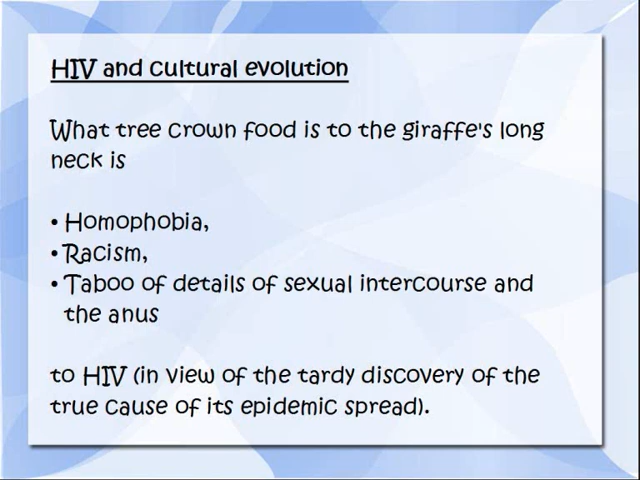 HIV and cultural evolution
What tree crown food is to the giraffe's long
neck is
• Homophobia,
• Racism,
• Taboo of details of sexual intercourse and
the anus
to HIV (in view of the tardy discovery of the
true cause of its epidemic spread).